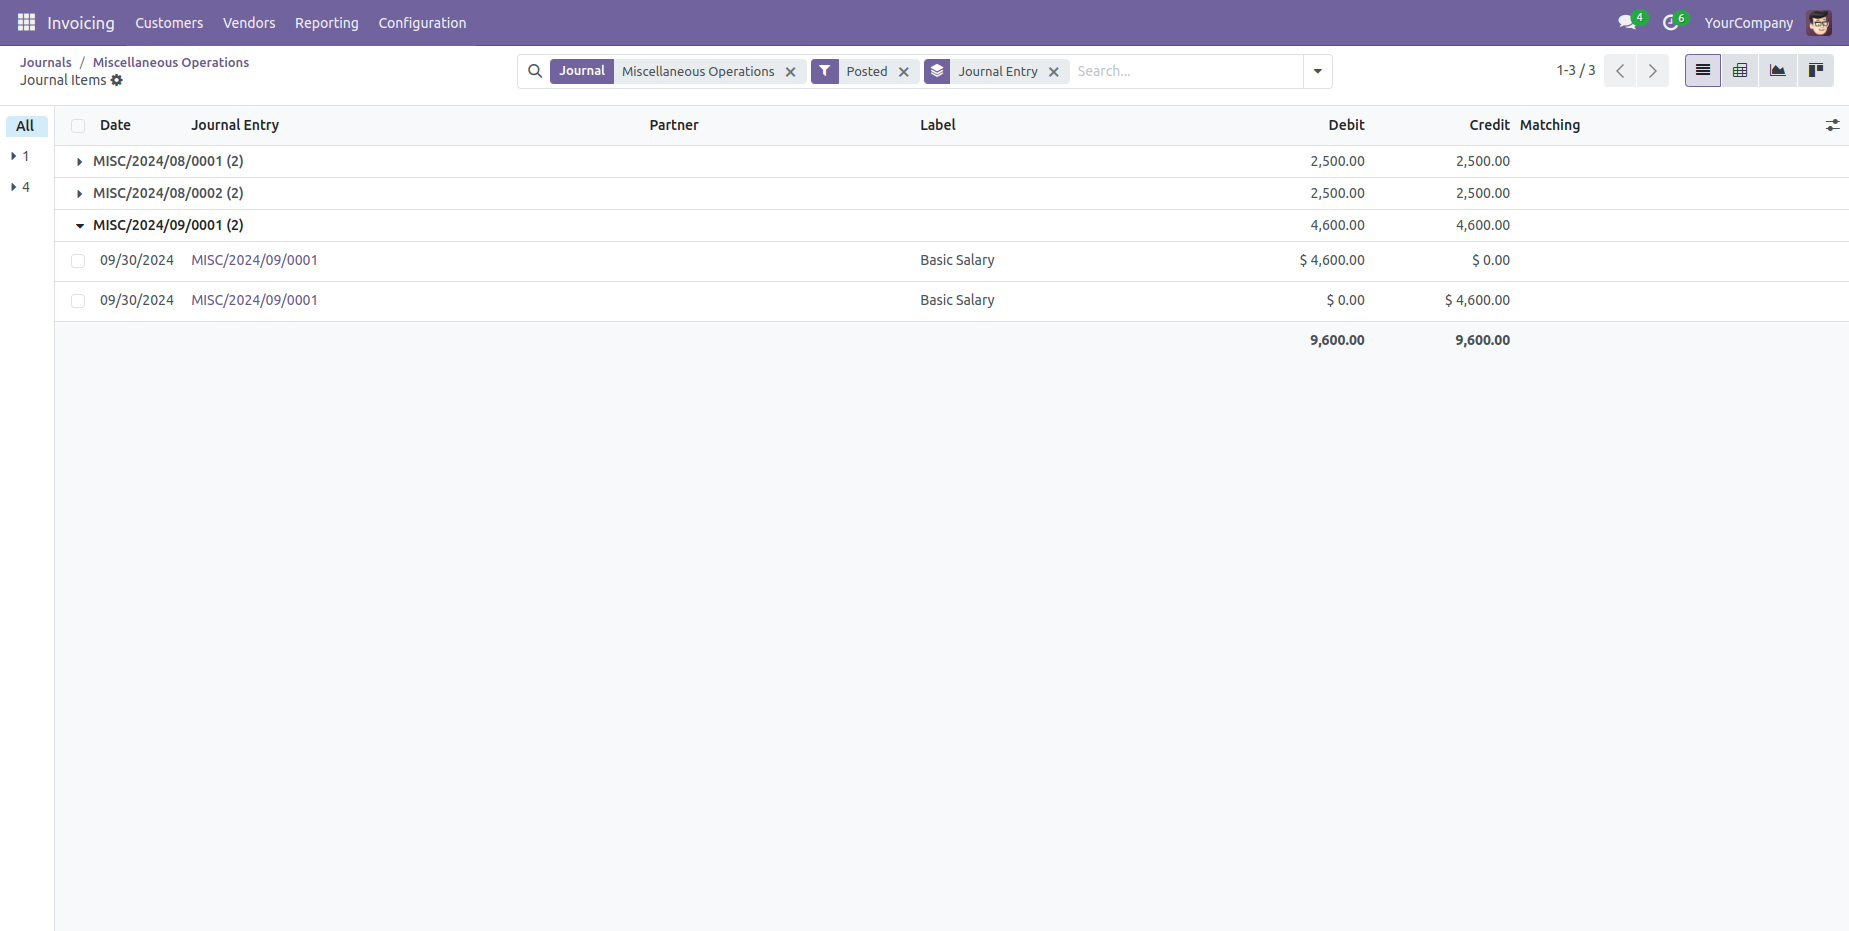 Invoicing Customers Vendors Reporting Configuration 4 6 YourCompany
Journals / Miscellaneous Operations
Journal Items
Journal Miscellaneous Operations Posted Journal Entry Search... 1-3 / 3
All
1
4
Date Journal Entry Partner Label Debit Credit Matching
MISC/2024/08/0001 (2) 2,500.00 2,500.00
MISC/2024/08/0002 (2) 2,500.00 2,500.00
MISC/2024/09/0001 (2) 4,600.00 4,600.00
09/30/2024 MISC/2024/09/0001 Basic Salary $ 4,600.00 $ 0.00
09/30/2024 MISC/2024/09/0001 Basic Salary $ 0.00 $ 4,600.00
9,600.00 9,600.00